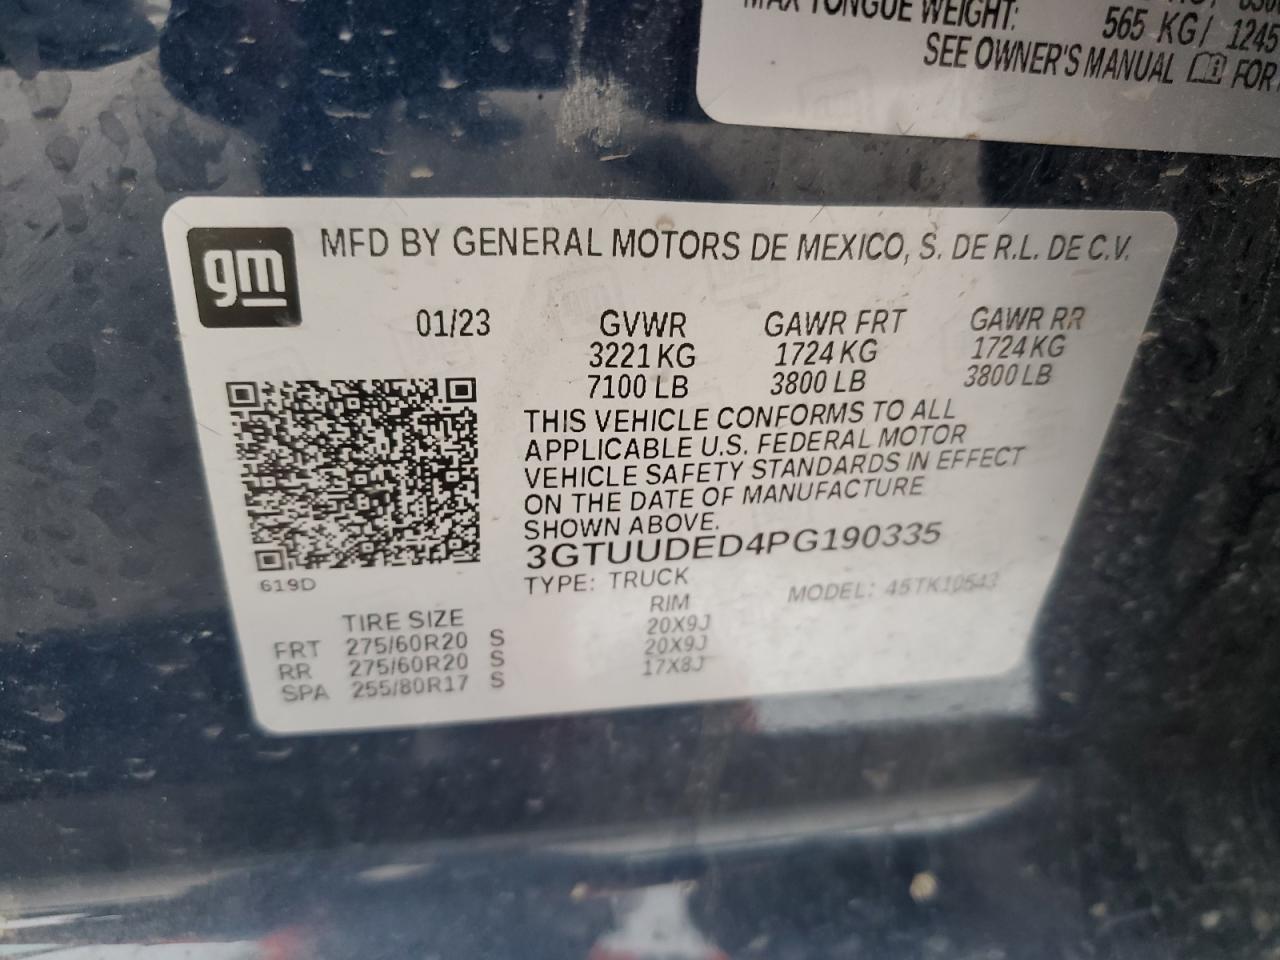 MAX TONGUE WEIGHT: 565 KG/ 1245
SEE OWNER'S MANUAL FOR
gm
MFD BY GENERAL MOTORS DE MEXICO, S. DE R.L. DE C.V.
01/23 GVWR GAWR FRT GAWR RR
3221 KG 1724 KG 1724 KG
7100 LB 3800 LB 3800 LB
THIS VEHICLE CONFORMS TO ALL
APPLICABLE U.S. FEDERAL MOTOR
VEHICLE SAFETY STANDARDS IN EFFECT
ON THE DATE OF MANUFACTURE
SHOWN ABOVE.
3GTUUDED4PG190335
619D
TYPE: TRUCK MODEL: 45TK10543
TIRE SIZE RIM
FRT 275/60R20 S 20X9J
RR 275/60R20 S 20X9J
SPA 255/80R17 S 17X8J